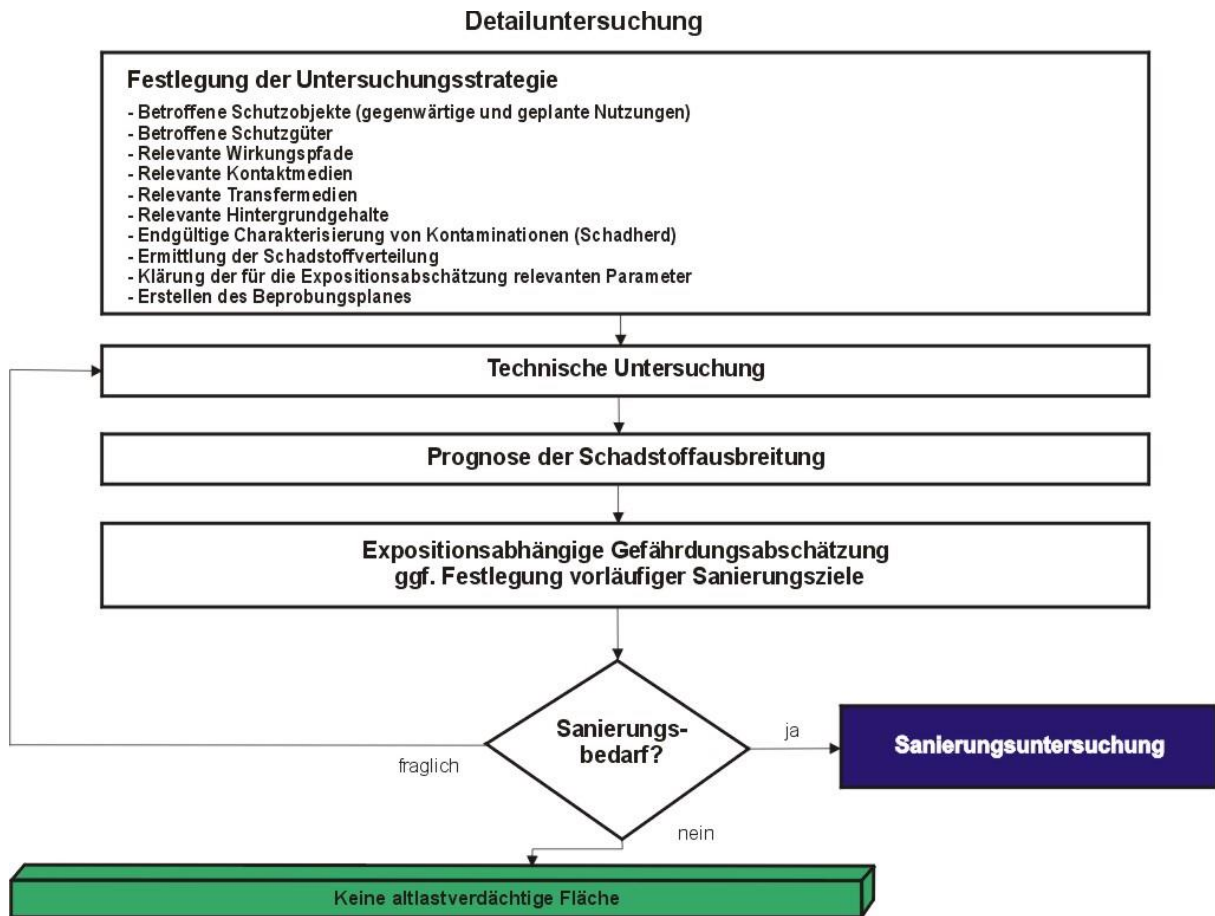 Detailuntersuchung
Festlegung der Untersuchungsstrategie
- Betroffene Schutzobjekte (gegenwärtige und geplante Nutzungen)
- Betroffene Schutzgüter
- Relevante Wirkungspfade
- Relevante Kontaktmedien
- Relevante Transfermedien
- Relevante Hintergrundgehalte
- Endgültige Charakterisierung von Kontaminationen (Schadherd)
- Ermittlung der Schadstoffverteilung
- Klärung der für die Expositionsabschätzung relevanten Parameter
- Erstellen des Beprobungsplanes
Technische Untersuchung
Prognose der Schadstoffausbreitung
Expositionsabhängige Gefährdungsabschätzung
ggf. Festlegung vorläufiger Sanierungsziele
Sanierungs-
bedarf?
fraglich
ja
Sanierungsuntersuchung
nein
Keine altlastverdächtige Fläche